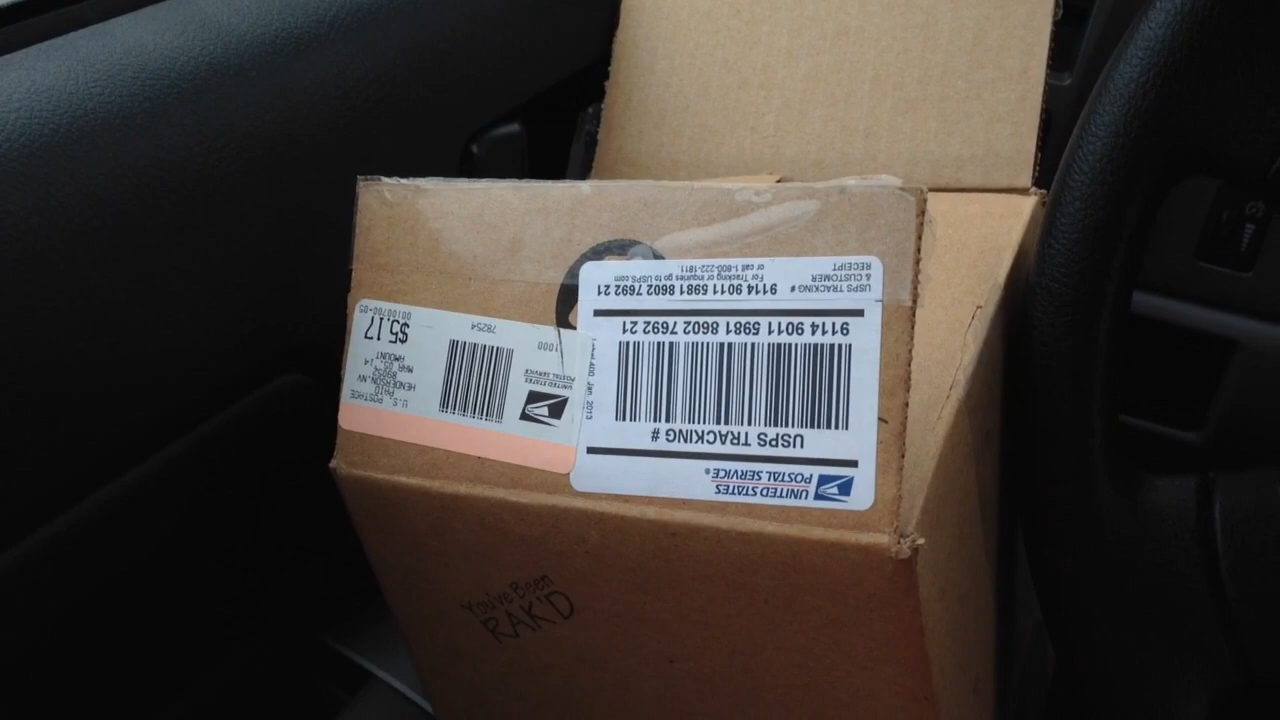 U.S. POSTAGE
PAID
HENDERSON, NV
MAR 05, 14
AMOUNT
$5.17
00100700-05
UNITED STATES
POSTAL SERVICE
1000
78254
UNITED STATES
POSTAL SERVICE®
USPS TRACKING #
9114 9011 5981 8602 7692 21
Label 400 Jan. 2013
USPS TRACKING #
& CUSTOMER
RECEIPT
9114 9011 5981 8602 7692 21
For Tracking or inquiries go to USPS.com
or call 1-800-222-1811.
You've Been
RAK'D